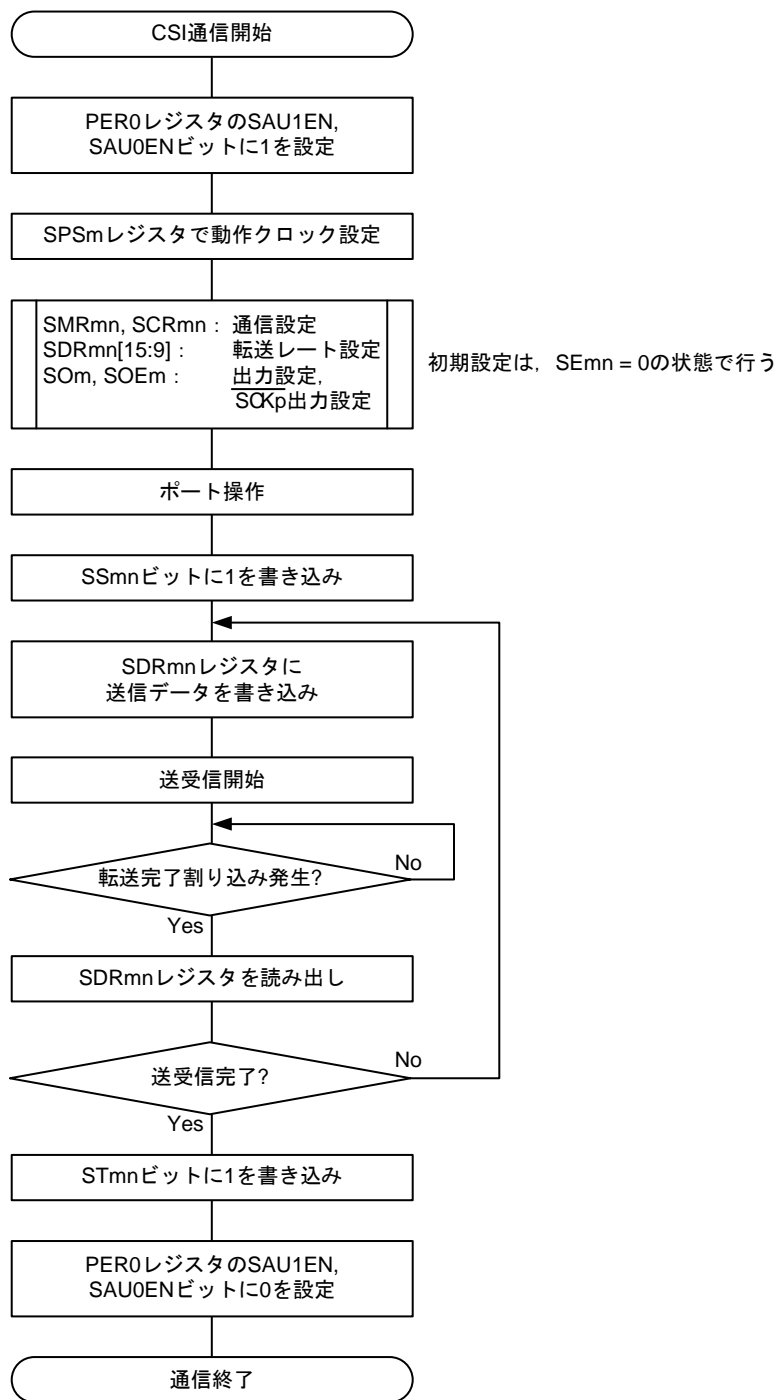 CSI通信開始
PER0レジスタのSAU1EN,
SAU0ENビットに1を設定
SPSmレジスタで動作クロック設定
SMRmn, SCRmn : 通信設定
SDRmn[15:9] : 転送レート設定
SOm, SOEm : 出力設定,
SCKp出力設定
初期設定は, SEmn = 0の状態で行う
ポート操作
SSmnビットに1を書き込み
SDRmnレジスタに
送信データを書き込み
送受信開始
転送完了割り込み発生?
No
Yes
SDRmnレジスタを読み出し
送受信完了?
No
Yes
STmnビットに1を書き込み
PER0レジスタのSAU1EN,
SAU0ENビットに0を設定
通信終了